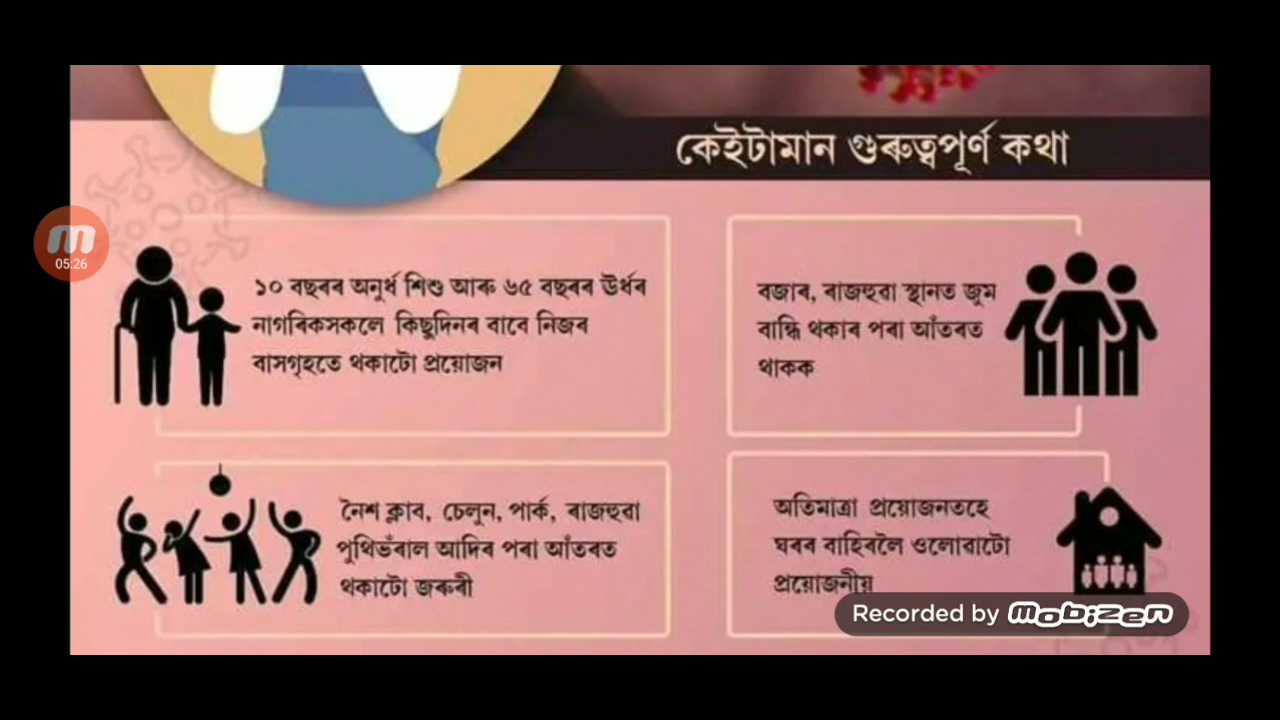 কেইটামান গুৰুত্বপূৰ্ণ কথা
05:26
১০ বছৰৰ অনুৰ্ধ শিশু আৰু ৬৫ বছৰৰ ঊৰ্ধৰ
নাগৰিকসকলে কিছুদিনৰ বাবে নিজৰ
বাসগৃহতে থকাটো প্ৰয়োজন
বজাৰ, ৰাজহুৱা স্থানত জুম
বান্ধি থকাৰ পৰা আঁতৰত
থাকক
নৈশ ক্লাব, চেলুন, পাৰ্ক, ৰাজহুৱা
পুথিভঁৰাল আদিৰ পৰা আঁতৰত
থকাটো জৰুৰী
অতিমাত্ৰা প্ৰয়োজনতহে
ঘৰৰ বাহিৰলৈ ওলোৱাটো
প্ৰয়োজনীয়
Recorded by Mobizen